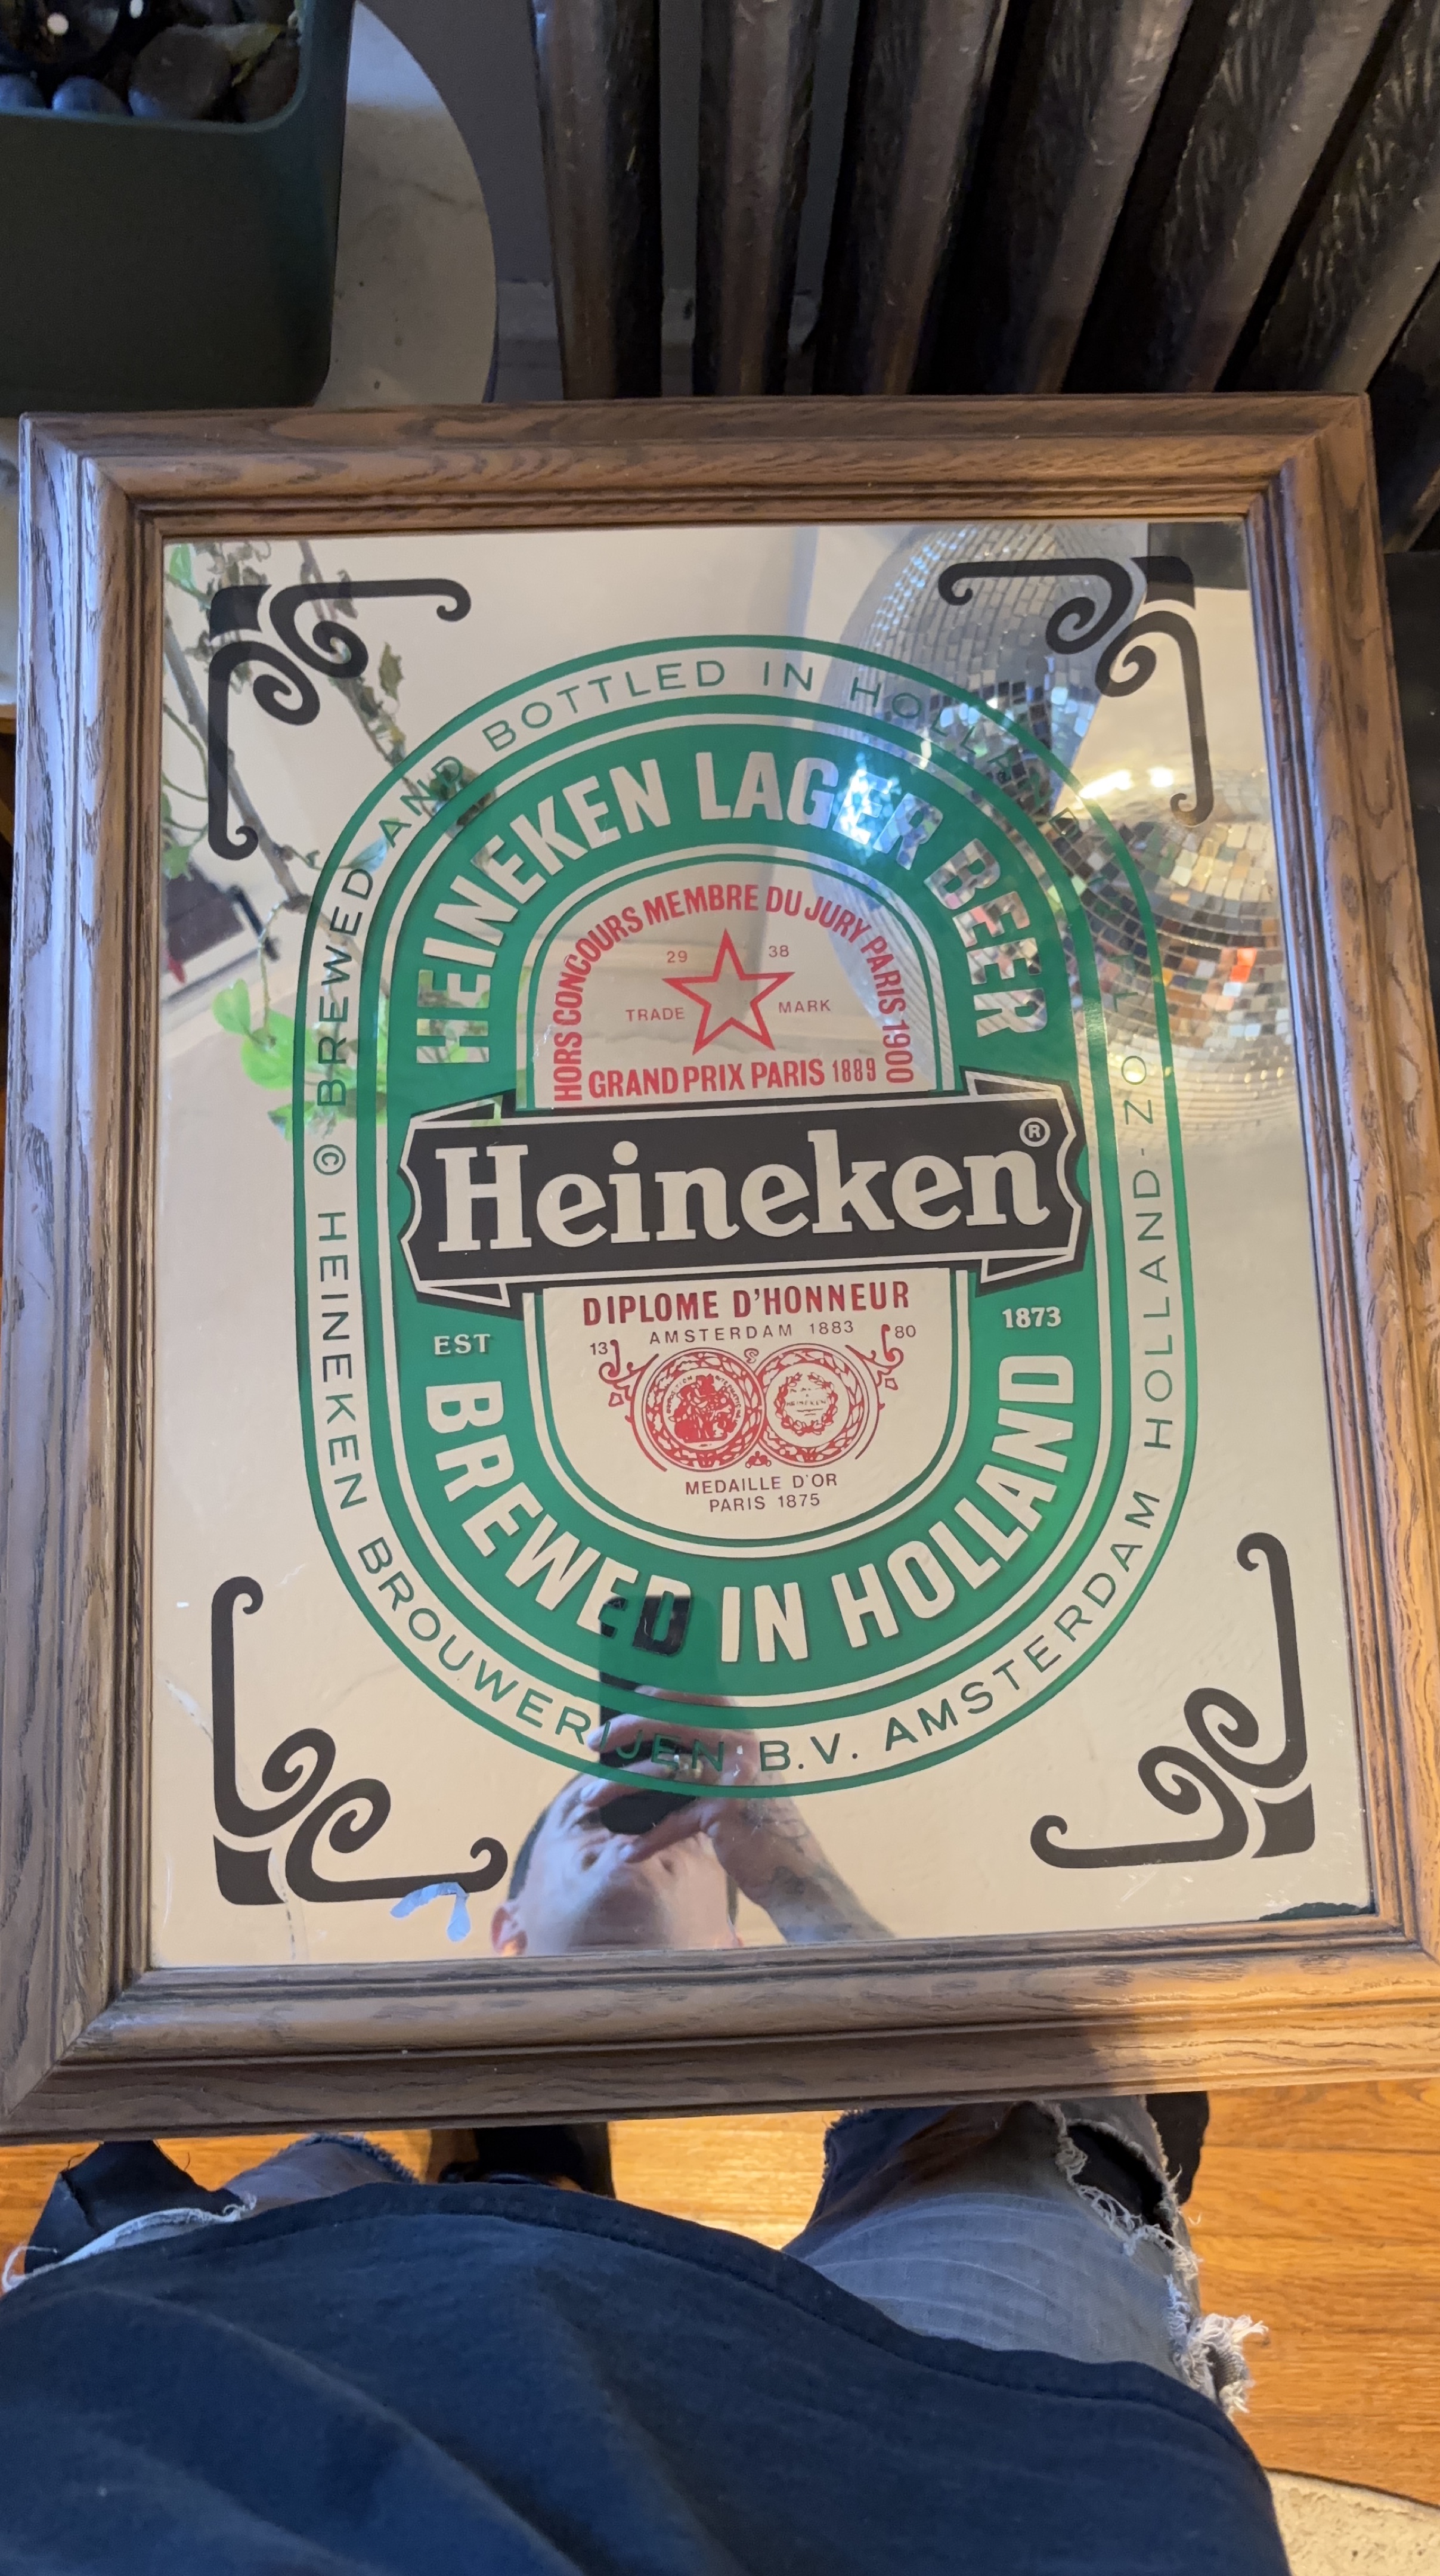 © BREWED AND BOTTLED IN HOLLAND
HEINEKEN LAGER BEER
HORS CONCOURS MEMBRE DU JURY PARIS 1900
29 38
TRADE MARK
GRAND PRIX PARIS 1889
Heineken®
DIPLOME D'HONNEUR
AMSTERDAM 1883
13 80
EST 1873
MEDAILLE D'OR
PARIS 1875
BREWED IN HOLLAND
HEINEKEN BROUWERIJEN B.V. AMSTERDAM HOLLAND-ZO